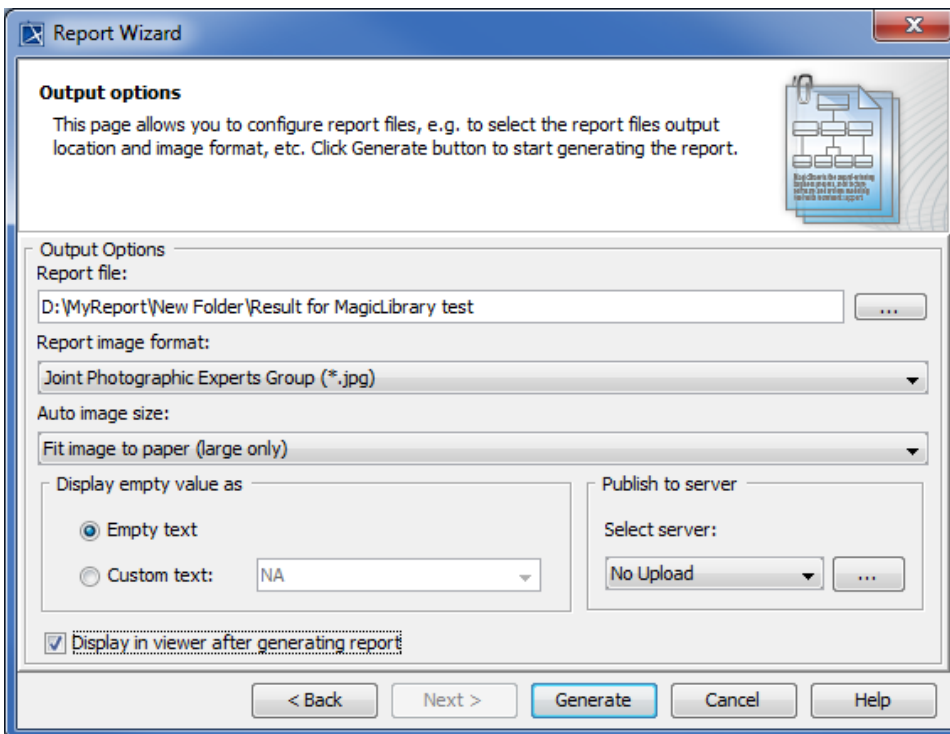 Report Wizard
Output options
This page allows you to configure report files, e.g. to select the report files output
location and image format, etc. Click Generate button to start generating the report.
Output Options
Report file:
D:\MyReport\New Folder\Result for MagicLibrary test
...
Report image format:
Joint Photographic Experts Group (*.jpg)
Auto image size:
Fit image to paper (large only)
Display empty value as
Empty text
Custom text:
NA
Publish to server
Select server:
No Upload
...
Display in viewer after generating report
< Back
Next >
Generate
Cancel
Help